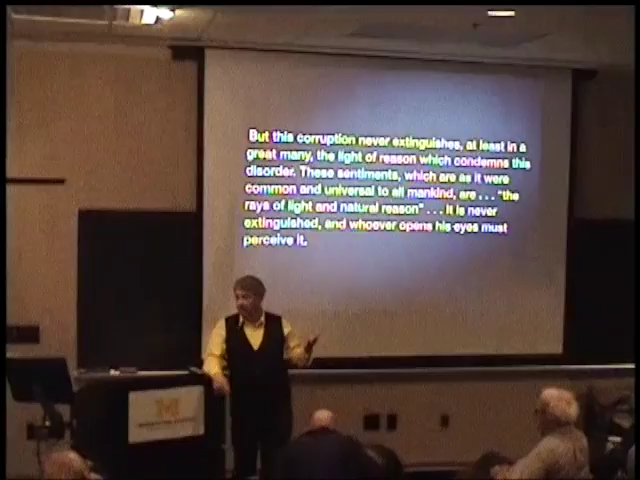 But this corruption never extinguishes, at least in a
great many, the light of reason which condemns this
disorder. These sentiments, which are as it were
common and universal to all mankind, are . . . "the
rays of light and natural reason" . . . it is never
extinguished, and whoever opens his eyes must
perceive it.
M